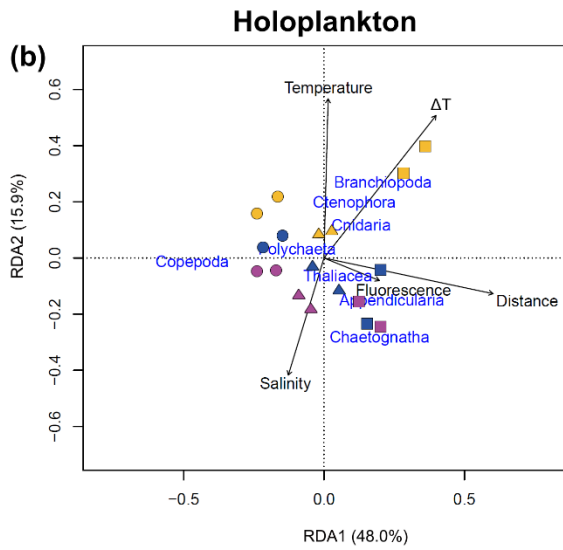 Holoplankton
(b)
Temperature
ΔT
Branchiopoda
Ctenophora
Cnidaria
Polychaeta
Copepoda
Thaliacea
Fluorescence
Appendicularia
Distance
Chaetognatha
Salinity
RDA2 (15.9%)
0.6
0.4
0.2
0.0
−0.2
−0.4
−0.6
−0.5
0.0
0.5
RDA1 (48.0%)